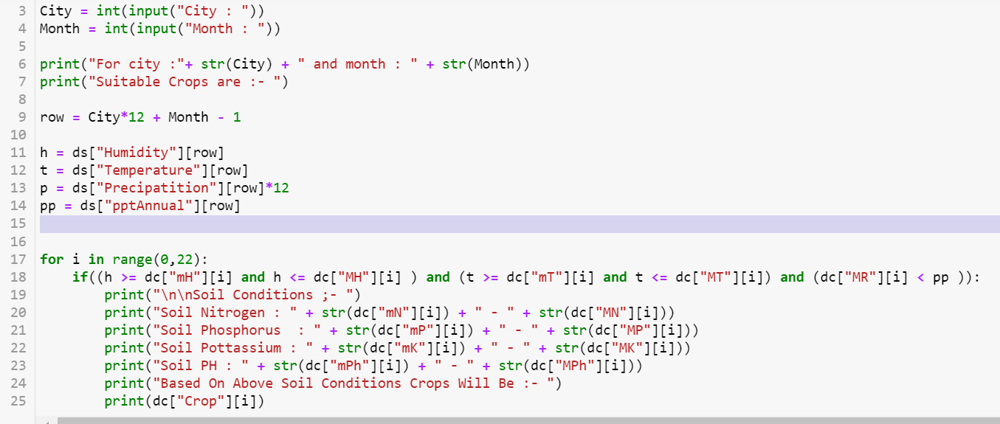 3 City = int(input("City : "))
4 Month = int(input("Month : "))
5
6 print("For city :"+ str(City) + " and month : " + str(Month))
7 print("Suitable Crops are :- ")
8
9 row = City*12 + Month - 1
10
11 h = ds["Humidity"][row]
12 t = ds["Temperature"][row]
13 p = ds["Precipatition"][row]*12
14 pp = ds["pptAnnual"][row]
15
16
17 for i in range(0,22):
18     if((h >= dc["mH"][i] and h <= dc["MH"][i] ) and (t >= dc["mT"][i] and t <= dc["MT"][i]) and (dc["MR"][i] < pp )):
19         print("\n\nSoil Conditions ;- ")
20         print("Soil Nitrogen : " + str(dc["mN"][i]) + " - " + str(dc["MN"][i]))
21         print("Soil Phosphorus  : " + str(dc["mP"][i]) + " - " + str(dc["MP"][i]))
22         print("Soil Pottassium : " + str(dc["mK"][i]) + " - " + str(dc["MK"][i]))
23         print("Soil PH : " + str(dc["mPh"][i]) + " - " + str(dc["MPh"][i]))
24         print("Based On Above Soil Conditions Crops Will Be :- ")
25         print(dc["Crop"][i])